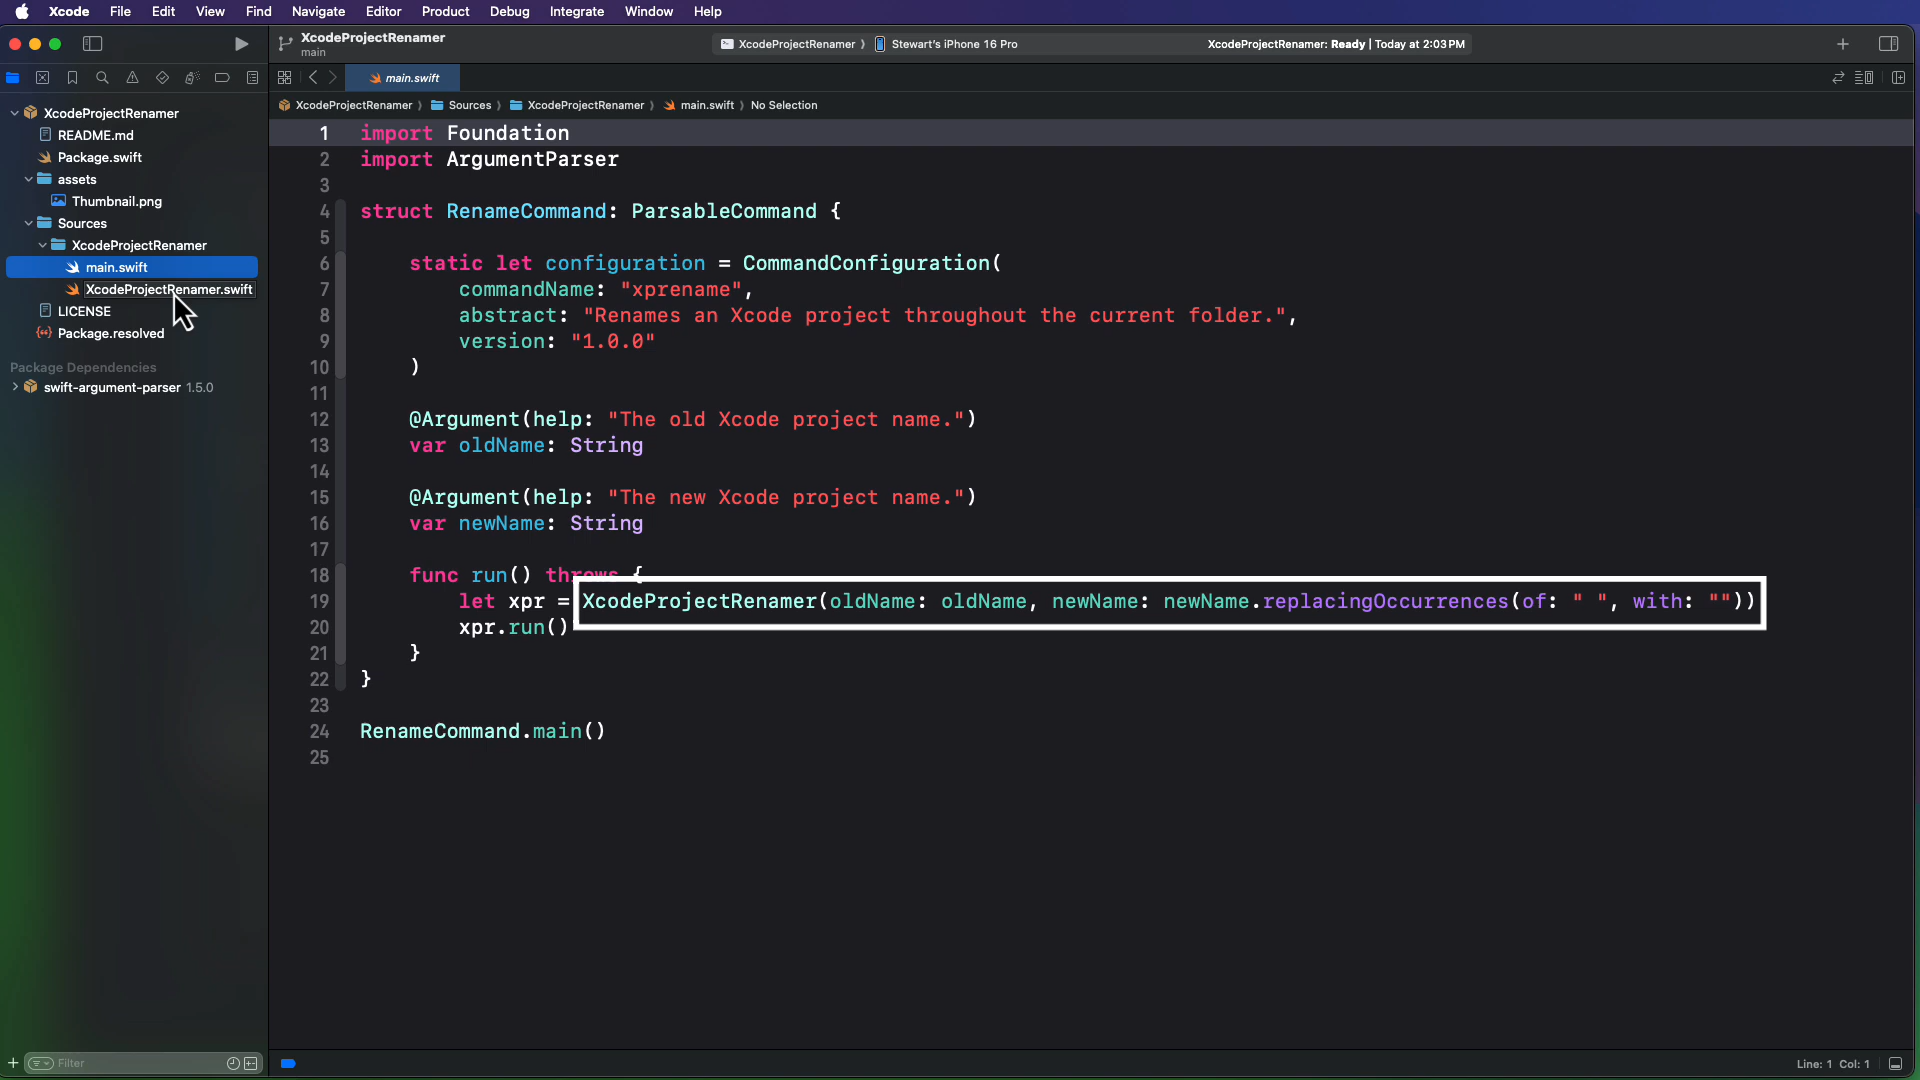 Xcode File Edit View Find Navigate Editor Product Debug Integrate Window Help
XcodeProjectRenamer
main
XcodeProjectRenamer Stewart's iPhone 16 Pro
XcodeProjectRenamer: Ready | Today at 2:03 PM
main.swift
XcodeProjectRenamer Sources XcodeProjectRenamer main.swift No Selection
XcodeProjectRenamer
README.md
Package.swift
assets
Thumbnail.png
Sources
XcodeProjectRenamer
main.swift
XcodeProjectRenamer.swift
LICENSE
Package.resolved
Package Dependencies
swift-argument-parser 1.5.0
Filter
1 import Foundation
2 import ArgumentParser
3
4 struct RenameCommand: ParsableCommand {
5
6 static let configuration = CommandConfiguration(
7 commandName: "xprename",
8 abstract: "Renames an Xcode project throughout the current folder.",
9 version: "1.0.0"
10 )
11
12 @Argument(help: "The old Xcode project name.")
13 var oldName: String
14
15 @Argument(help: "The new Xcode project name.")
16 var newName: String
17
18 func run() throws {
19 let xpr = XcodeProjectRenamer(oldName: oldName, newName: newName.replacingOccurrences(of: " ", with: ""))
20 xpr.run()
21 }
22 }
23
24 RenameCommand.main()
25
Line: 1 Col: 1